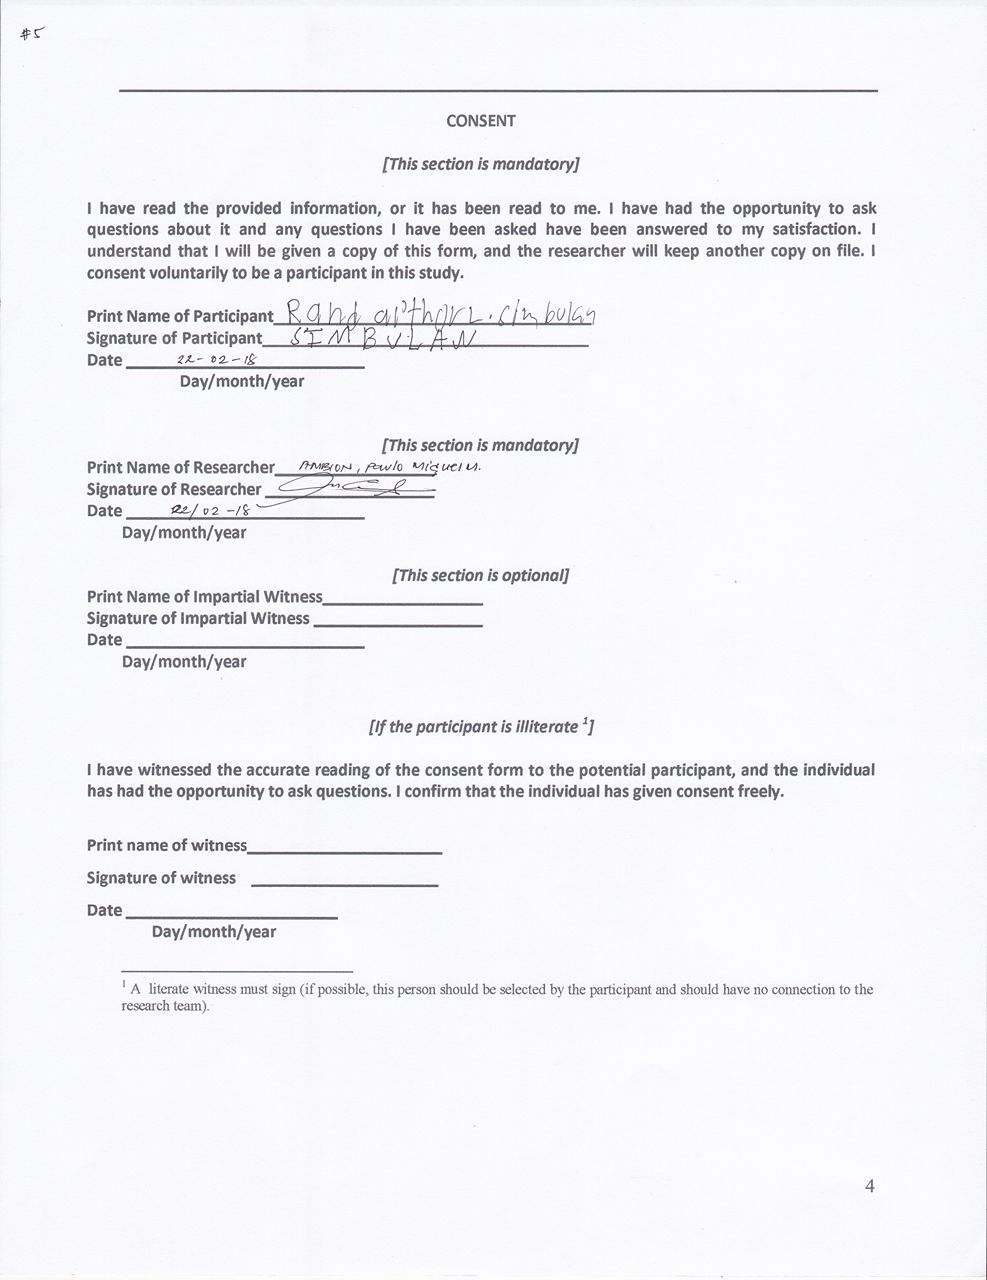 #5
CONSENT
[This section is mandatory]
I have read the provided information, or it has been read to me. I have had the opportunity to ask
questions about it and any questions I have been asked have been answered to my satisfaction. I
understand that I will be given a copy of this form, and the researcher will keep another copy on file. I
consent voluntarily to be a participant in this study.
Print Name of Participant simbulan
Signature of Participant SIMBULAN
Date 22-02-18
Day/month/year
[This section is mandatory]
Print Name of Researcher AMBION, Paulo Miguel M.
Signature of Researcher
Date 22/02-18
Day/month/year
[This section is optional]
Print Name of Impartial Witness
Signature of Impartial Witness
Date
Day/month/year
[If the participant is illiterate ¹]
I have witnessed the accurate reading of the consent form to the potential participant, and the individual
has had the opportunity to ask questions. I confirm that the individual has given consent freely.
Print name of witness
Signature of witness
Date
Day/month/year
¹ A literate witness must sign (if possible, this person should be selected by the participant and should have no connection to the
research team).
4